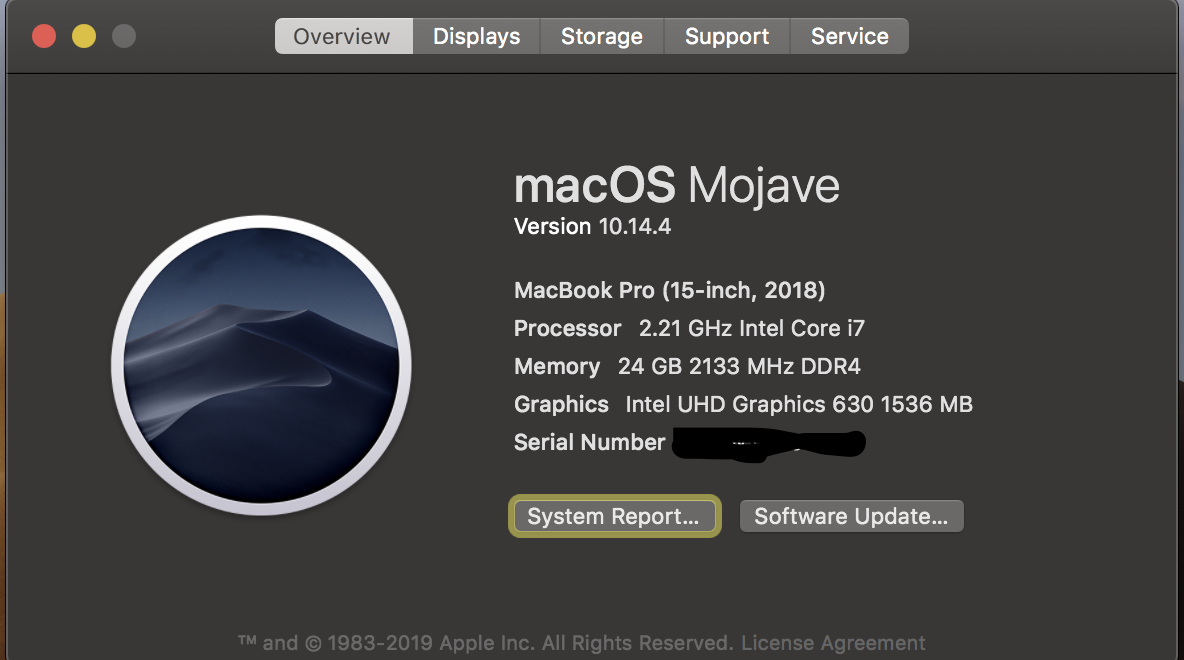 Overview Displays Storage Support Service
macOS Mojave
Version 10.14.4
MacBook Pro (15-inch, 2018)
Processor 2.21 GHz Intel Core i7
Memory 24 GB 2133 MHz DDR4
Graphics Intel UHD Graphics 630 1536 MB
Serial Number
System Report... Software Update...
™ and © 1983-2019 Apple Inc. All Rights Reserved. License Agreement